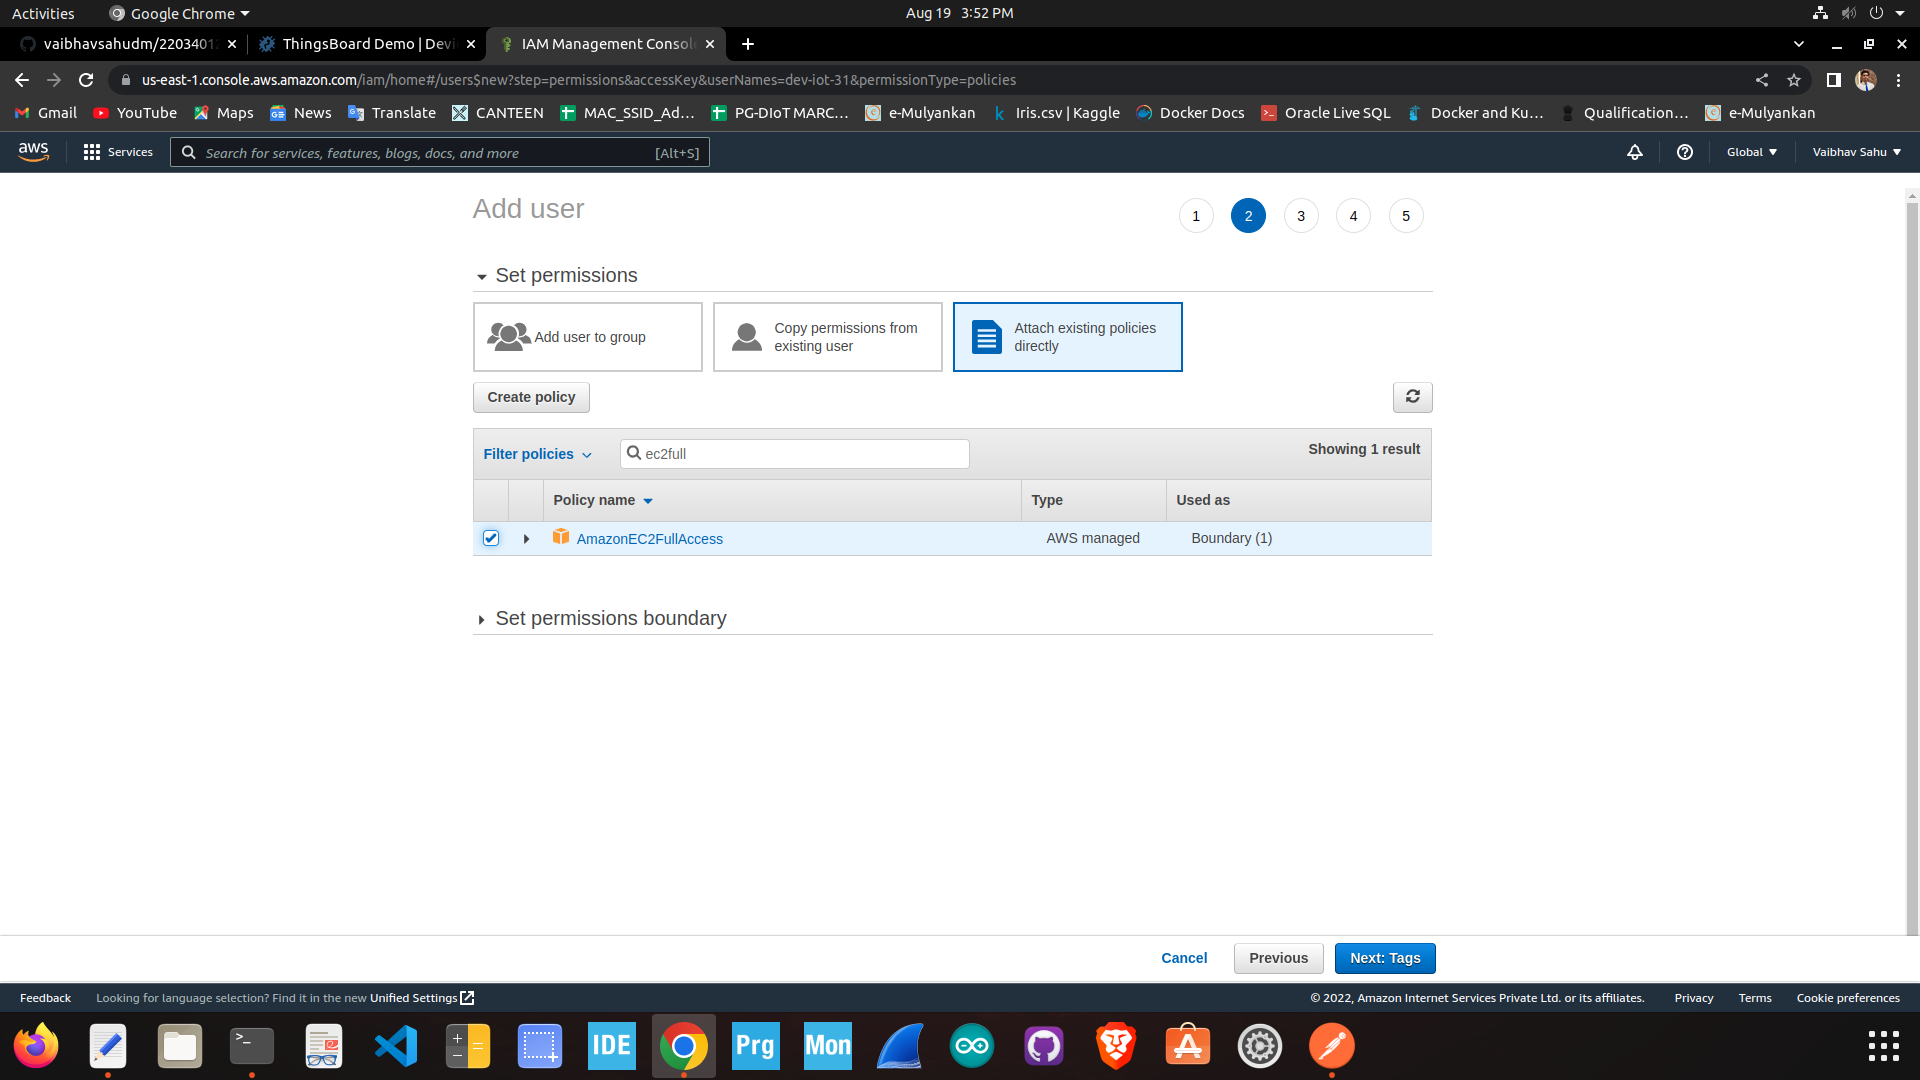 Activities
Google Chrome
Aug 19 3:52 PM
vaibhavsahudm/2203401
ThingsBoard Demo | Devi
IAM Management Consol
us-east-1.console.aws.amazon.com/iam/home#/users$new?step=permissions&accessKey&userNames=dev-iot-31&permissionType=policies
Gmail
YouTube
Maps
News
Translate
CANTEEN
MAC_SSID_Ad...
PG-DIoT MARC...
e-Mulyankan
Iris.csv | Kaggle
Docker Docs
Oracle Live SQL
Docker and Ku...
Qualification...
e-Mulyankan
aws
Services
Search for services, features, blogs, docs, and more
[Alt+S]
Global
Vaibhav Sahu
Add user
1 2 3 4 5
Set permissions
Add user to group
Copy permissions from
existing user
Attach existing policies
directly
Create policy
Filter policies
ec2full
Showing 1 result
Policy name
Type
Used as
AmazonEC2FullAccess
AWS managed
Boundary (1)
Set permissions boundary
Cancel
Previous
Next: Tags
Feedback
Looking for language selection? Find it in the new Unified Settings
© 2022, Amazon Internet Services Private Ltd. or its affiliates.
Privacy
Terms
Cookie preferences
IDE
Prg
Mon